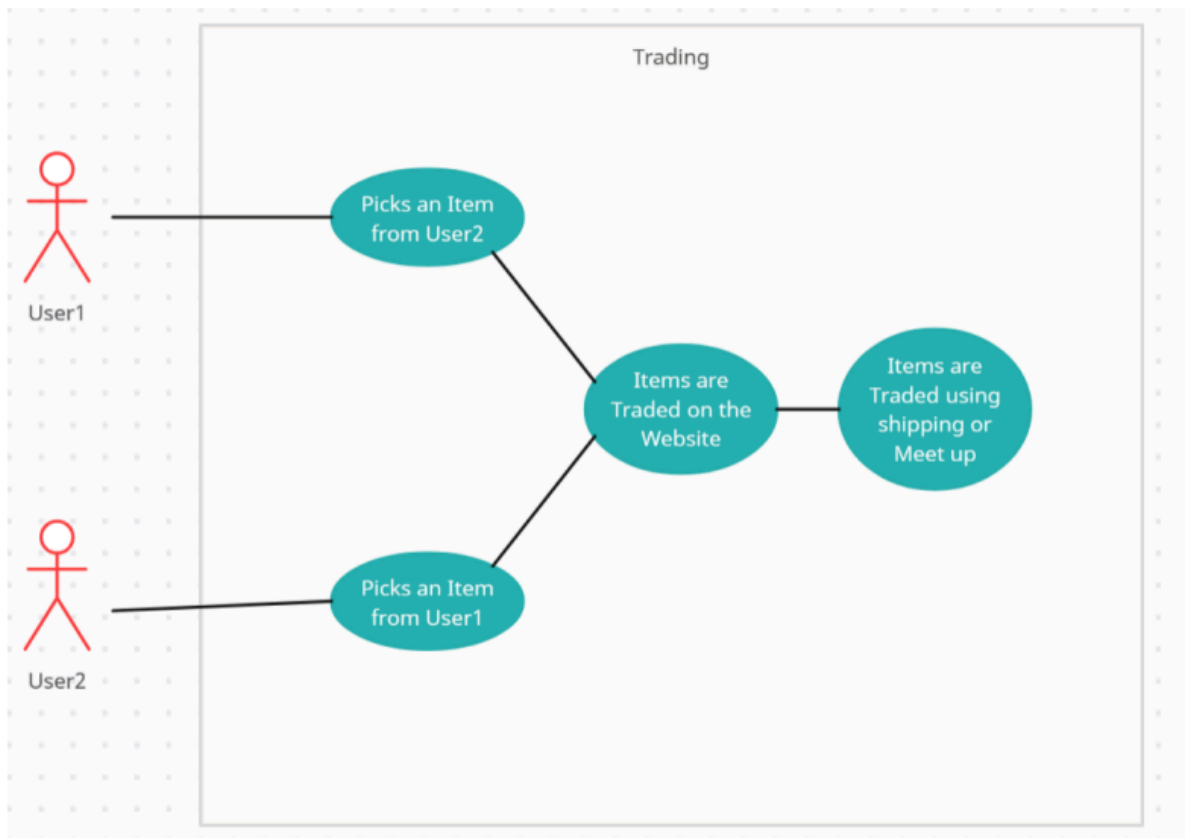 Trading
Picks an Item
from User2
User1
Items are
Traded on the
Website
Items are
Traded using
shipping or
Meet up
Picks an Item
from User1
User2